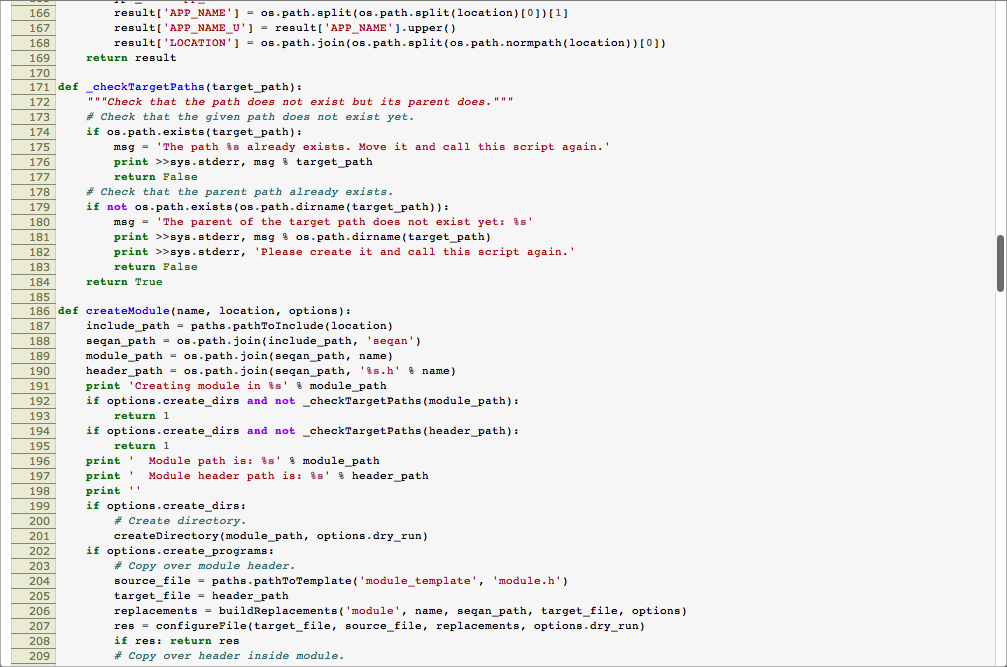 166 result['APP_NAME'] = os.path.split(os.path.split(location)[0])[1]
167 result['APP_NAME_U'] = result['APP_NAME'].upper()
168 result['LOCATION'] = os.path.join(os.path.split(os.path.normpath(location))[0])
169 return result
170
171 def _checkTargetPaths(target_path):
172 """Check that the path does not exist but its parent does."""
173 # Check that the given path does not exist yet.
174 if os.path.exists(target_path):
175 msg = 'The path %s already exists. Move it and call this script again.'
176 print >>sys.stderr, msg % target_path
177 return False
178 # Check that the parent path already exists.
179 if not os.path.exists(os.path.dirname(target_path)):
180 msg = 'The parent of the target path does not exist yet: %s'
181 print >>sys.stderr, msg % os.path.dirname(target_path)
182 print >>sys.stderr, 'Please create it and call this script again.'
183 return False
184 return True
185
186 def createModule(name, location, options):
187 include_path = paths.pathToInclude(location)
188 seqan_path = os.path.join(include_path, 'seqan')
189 module_path = os.path.join(seqan_path, name)
190 header_path = os.path.join(seqan_path, '%s.h' % name)
191 print 'Creating module in %s' % module_path
192 if options.create_dirs and not _checkTargetPaths(module_path):
193 return 1
194 if options.create_dirs and not _checkTargetPaths(header_path):
195 return 1
196 print '  Module path is: %s' % module_path
197 print '  Module header path is: %s' % header_path
198 print ''
199 if options.create_dirs:
200 # Create directory.
201 createDirectory(module_path, options.dry_run)
202 if options.create_programs:
203 # Copy over module header.
204 source_file = paths.pathToTemplate('module_template', 'module.h')
205 target_file = header_path
206 replacements = buildReplacements('module', name, seqan_path, target_file, options)
207 res = configureFile(target_file, source_file, replacements, options.dry_run)
208 if res: return res
209 # Copy over header inside module.